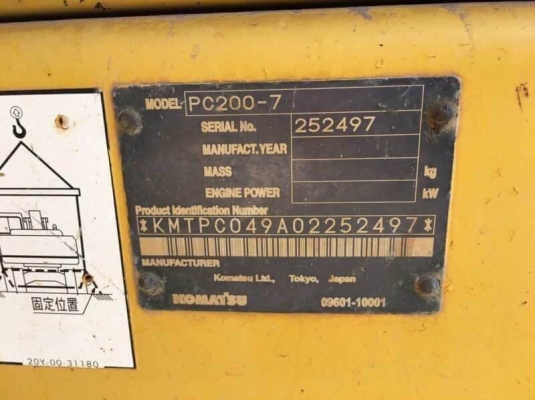 MODEL PC200-7
SERIAL No. 252497
MANUFACT.YEAR
MASS kg
ENGINE POWER kW
Product Identification Number
*KMTPC049A02252497*
MANUFACTURER
Komatsu Ltd., Tokyo, Japan
KOMATSU 09601-10001
固定位置
20Y-00-31180